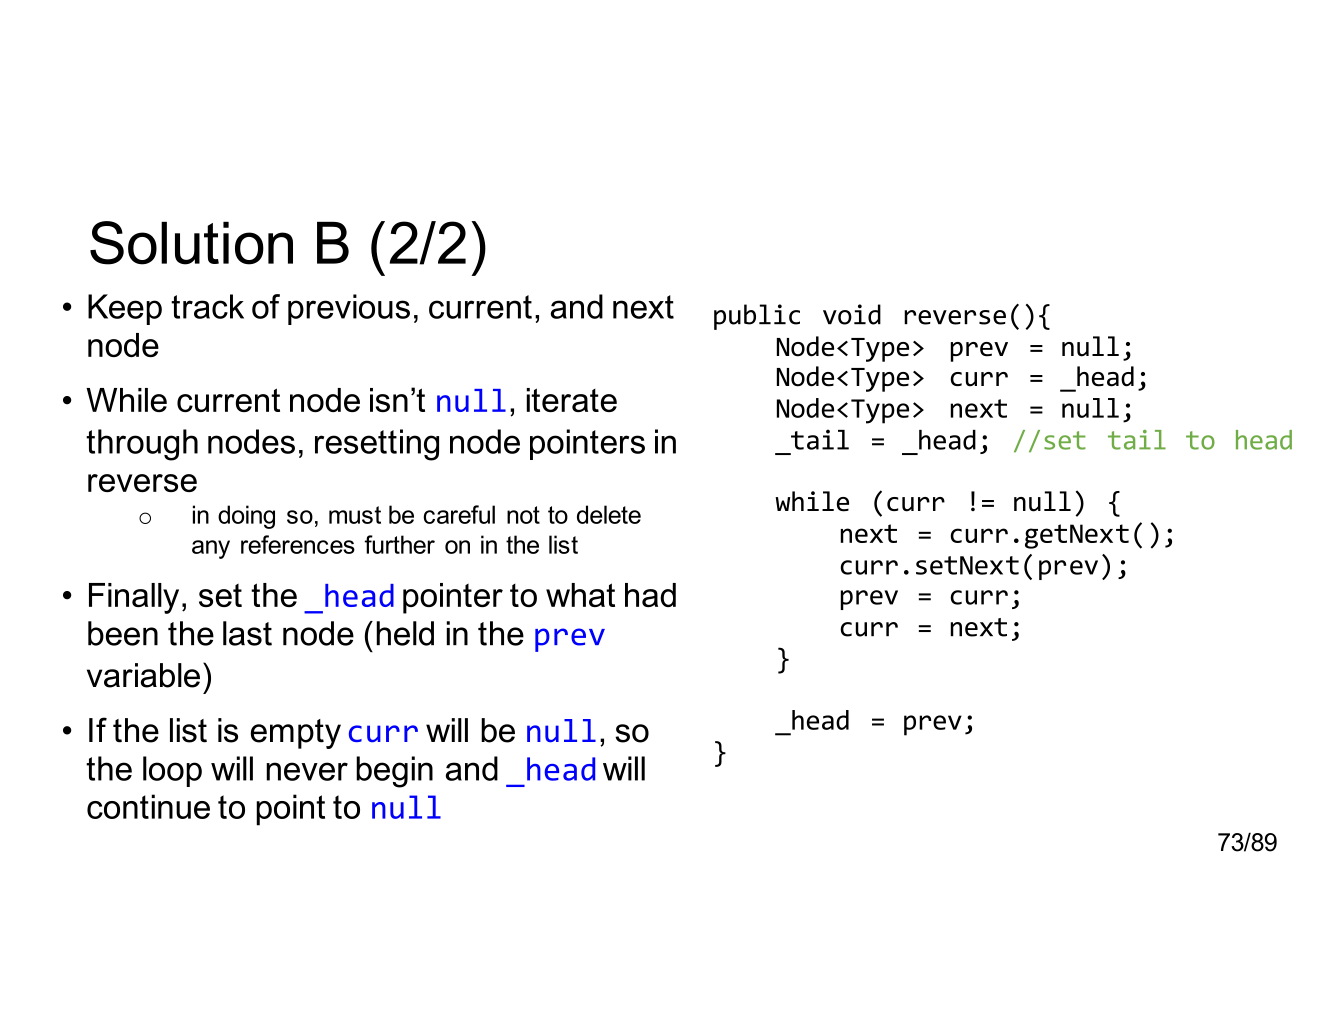 Solution B (2/2)
• Keep track of previous, current, and next
node
• While current node isn’t null, iterate
through nodes, resetting node pointers in
reverse
○ in doing so, must be careful not to delete
any references further on in the list
• Finally, set the _head pointer to what had
been the last node (held in the prev
variable)
• If the list is empty curr will be null, so
the loop will never begin and _head will
continue to point to null
public void reverse(){
Node<Type> prev = null;
Node<Type> curr = _head;
Node<Type> next = null;
_tail = _head; //set tail to head
while (curr != null) {
next = curr.getNext();
curr.setNext(prev);
prev = curr;
curr = next;
}
_head = prev;
}
73/89